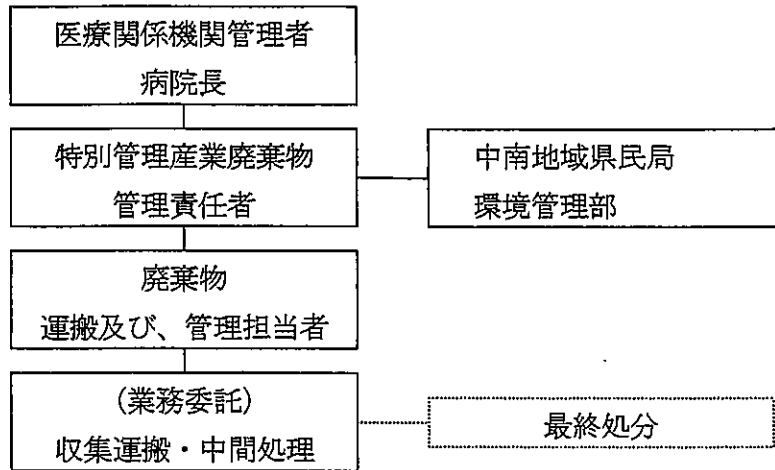 医療関係機関管理者
病院長
特別管理産業廃棄物
管理責任者
中南地域県民局
環境管理部
廃棄物
運搬及び、管理担当者
(業務委託)
収集運搬・中間処理
最終処分